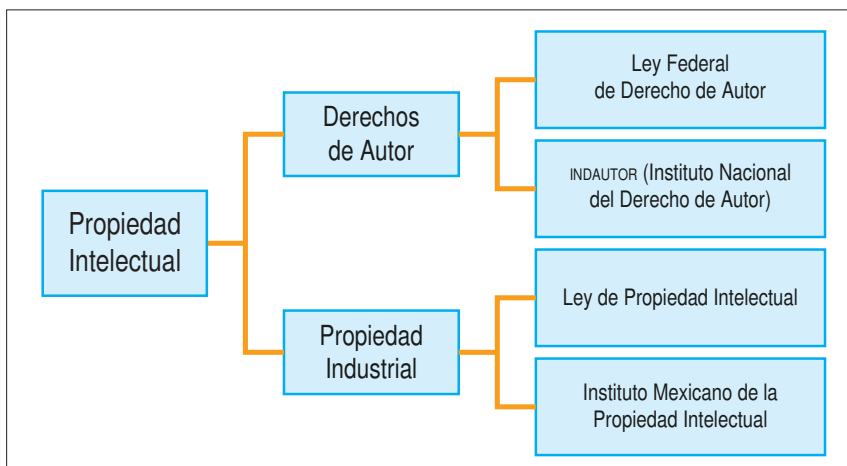 Propiedad
Intelectual
Derechos
de Autor
Ley Federal
de Derecho de Autor
INDAUTOR (Instituto Nacional
del Derecho de Autor)
Propiedad
Industrial
Ley de Propiedad Intelectual
Instituto Mexicano de la
Propiedad Intelectual